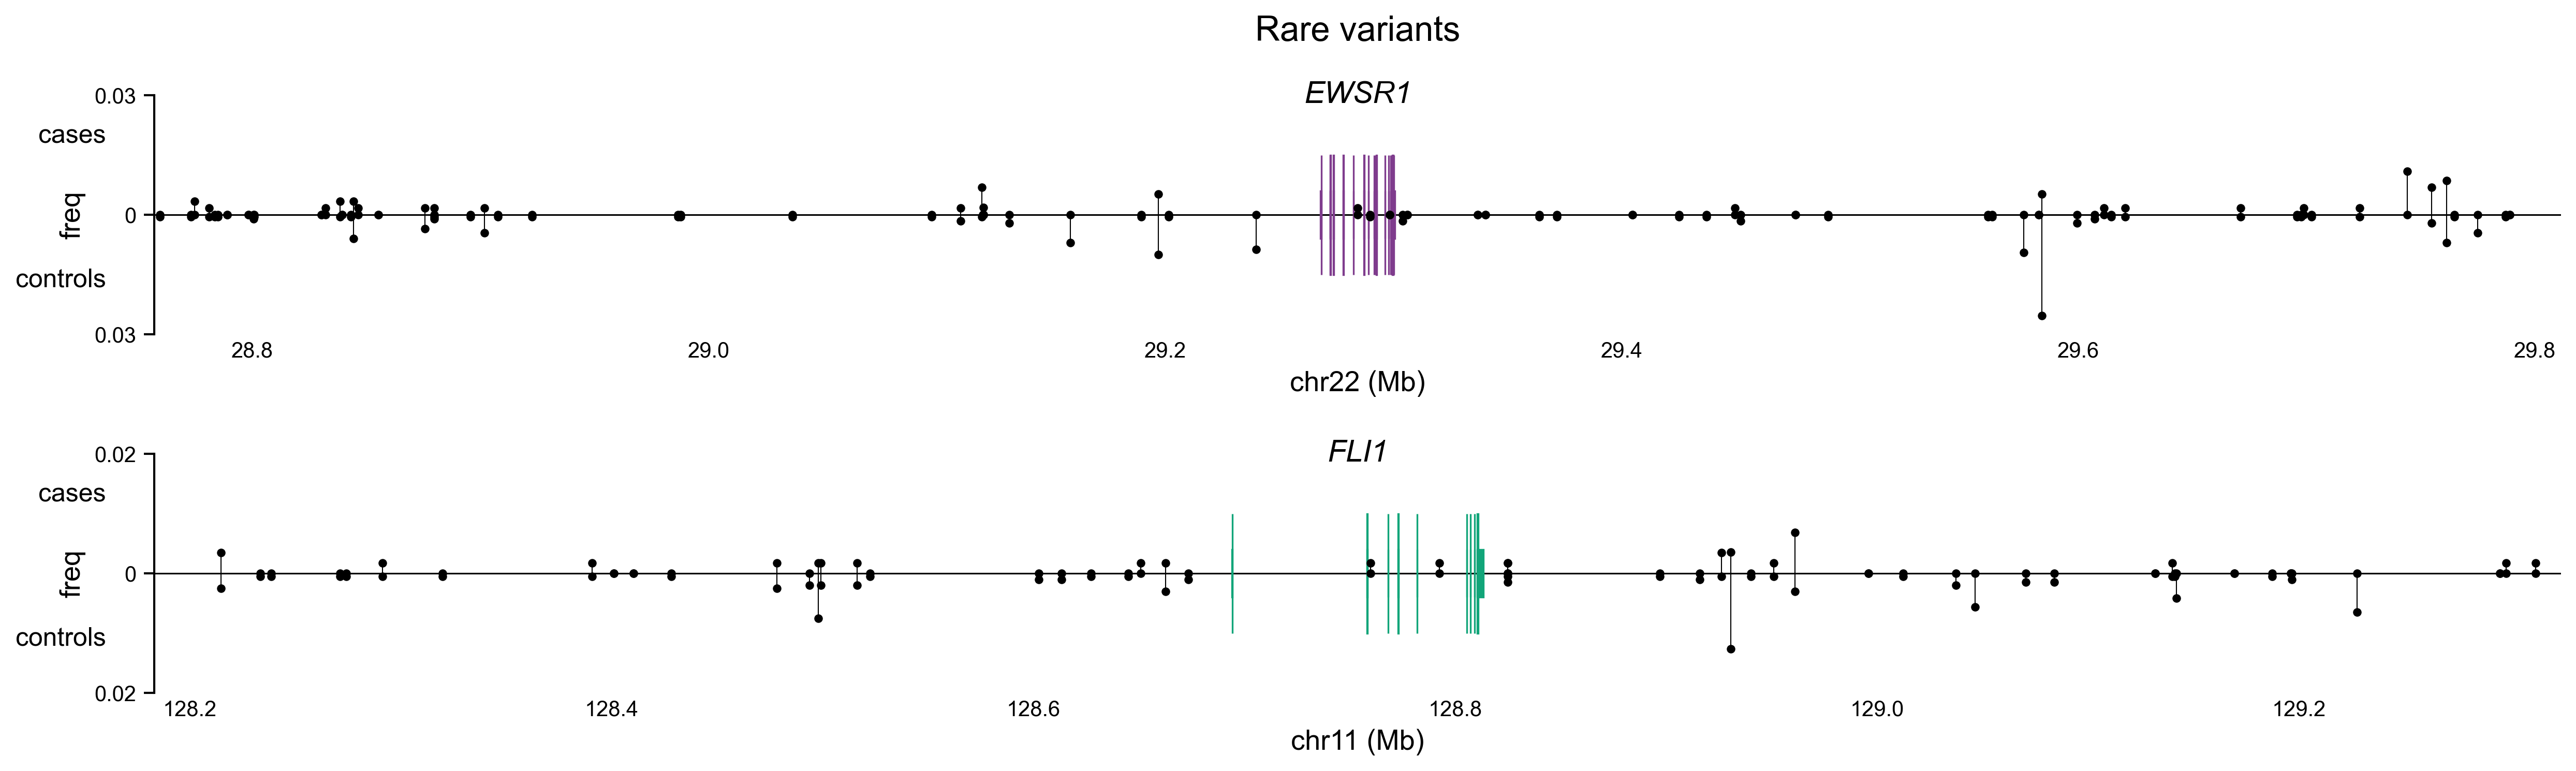 Rare variants
EWSR1
0.03
cases
0
freq
controls
0.03
28.8 29.0 29.2 29.4 29.6 29.8
chr22 (Mb)
FLI1
0.02
cases
0
freq
controls
0.02
128.2 128.4 128.6 128.8 129.0 129.2
chr11 (Mb)